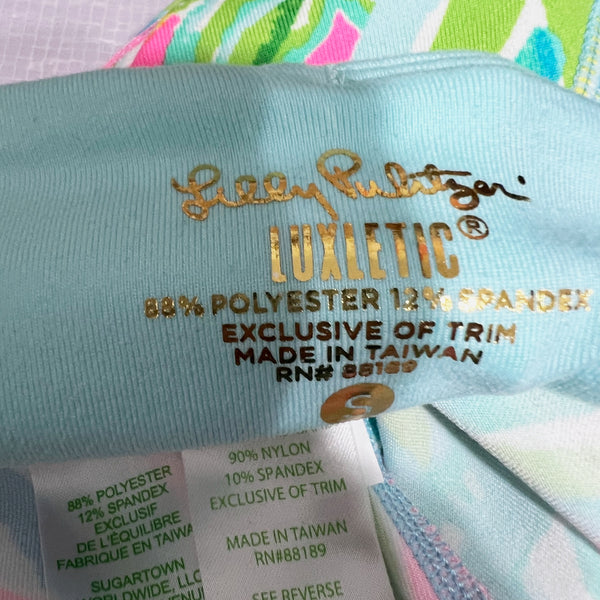 Lilly Pulitzer
LUXLETIC®
88% POLYESTER 12% SPANDEX
EXCLUSIVE OF TRIM
MADE IN TAIWAN
RN# 88189
S
88% POLYESTER
12% SPANDEX
EXCLUSIF
DE L'ÉQUILIBRE
FABRIQUE EN TAIWA
SUGARTOWN
WORLDWIDE, LLC
90% NYLON
10% SPANDEX
EXCLUSIVE OF TRIM
MADE IN TAIWAN
RN#88189
SEE REVERSE